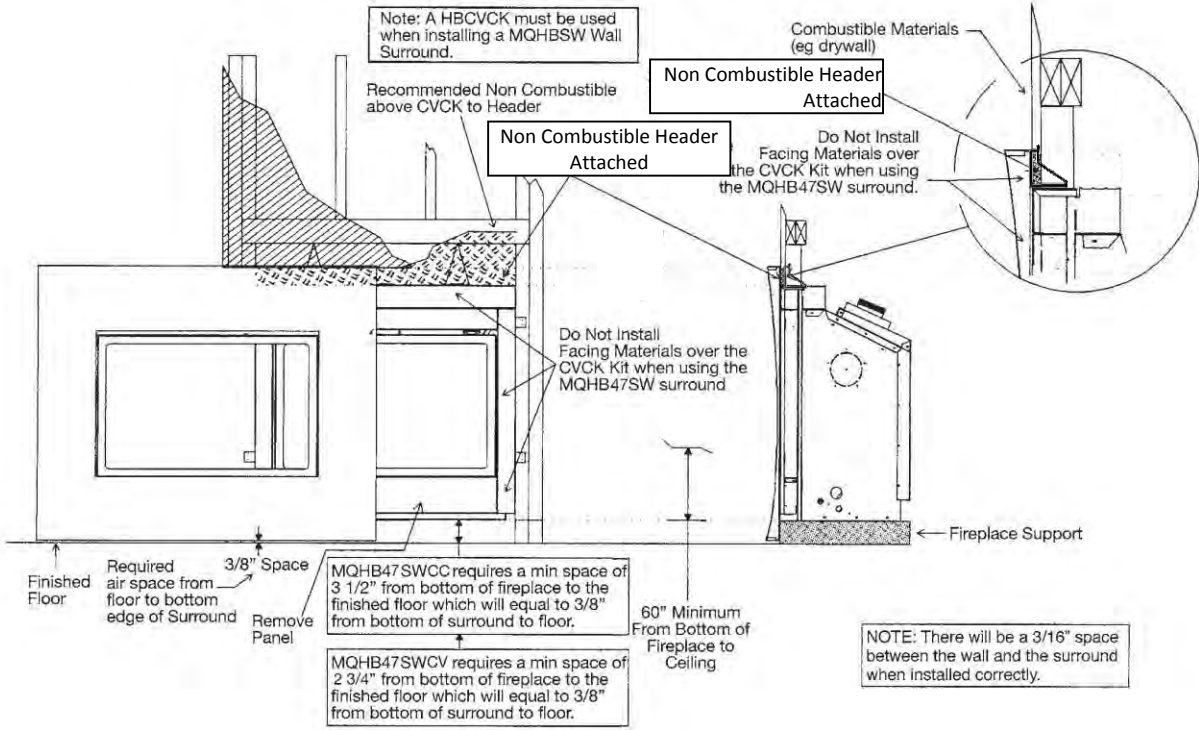 Note: A HBCVCK must be used
when installing a MQHBSW Wall
Surround.
Recommended Non Combustible
above CVCK to Header
Non Combustible Header
Attached
Combustible Materials
(eg drywall)
Non Combustible Header
Attached
Do Not Install
Facing Materials over
the CVCK Kit when using
the MQHB47SW surround.
Do Not Install
Facing Materials over the
CVCK Kit when using the
MQHB47SW surround
Fireplace Support
Finished
Floor
Required
air space from
floor to bottom
edge of Surround
3/8" Space
Remove
Panel
MQHB47SWCC requires a min space of
3 1/2" from bottom of fireplace to the
finished floor which will equal to 3/8"
from bottom of surround to floor.
MQHB47SWCV requires a min space of
2 3/4" from bottom of fireplace to the
finished floor which will equal to 3/8"
from bottom of surround to floor.
60" Minimum
From Bottom of
Fireplace to
Ceiling
NOTE: There will be a 3/16" space
between the wall and the surround
when installed correctly.